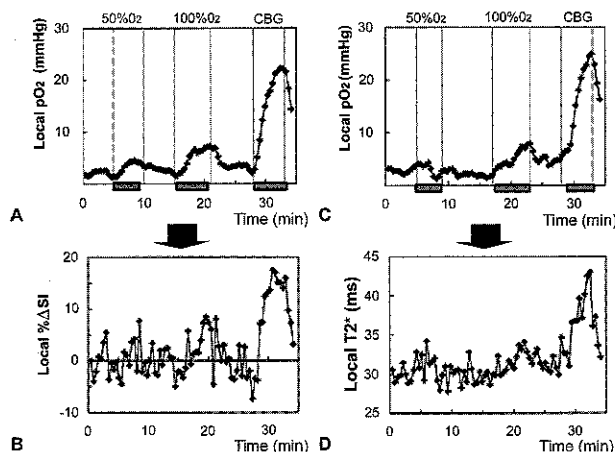 50%O₂ 100%O₂ CBG
Local pO₂ (mmHg)
30
20
10
0 10 20 30
A Time (min)
50%O₂ 100%O₂ CBG
Local pO₂ (mmHg)
30
20
10
0 10 20 30
C Time (min)
Local %ΔSI
20
10
0
-10
0 10 20 30
B Time (min)
Local T2* (ms)
45
40
35
30
25
0 10 20 30
D Time (min)